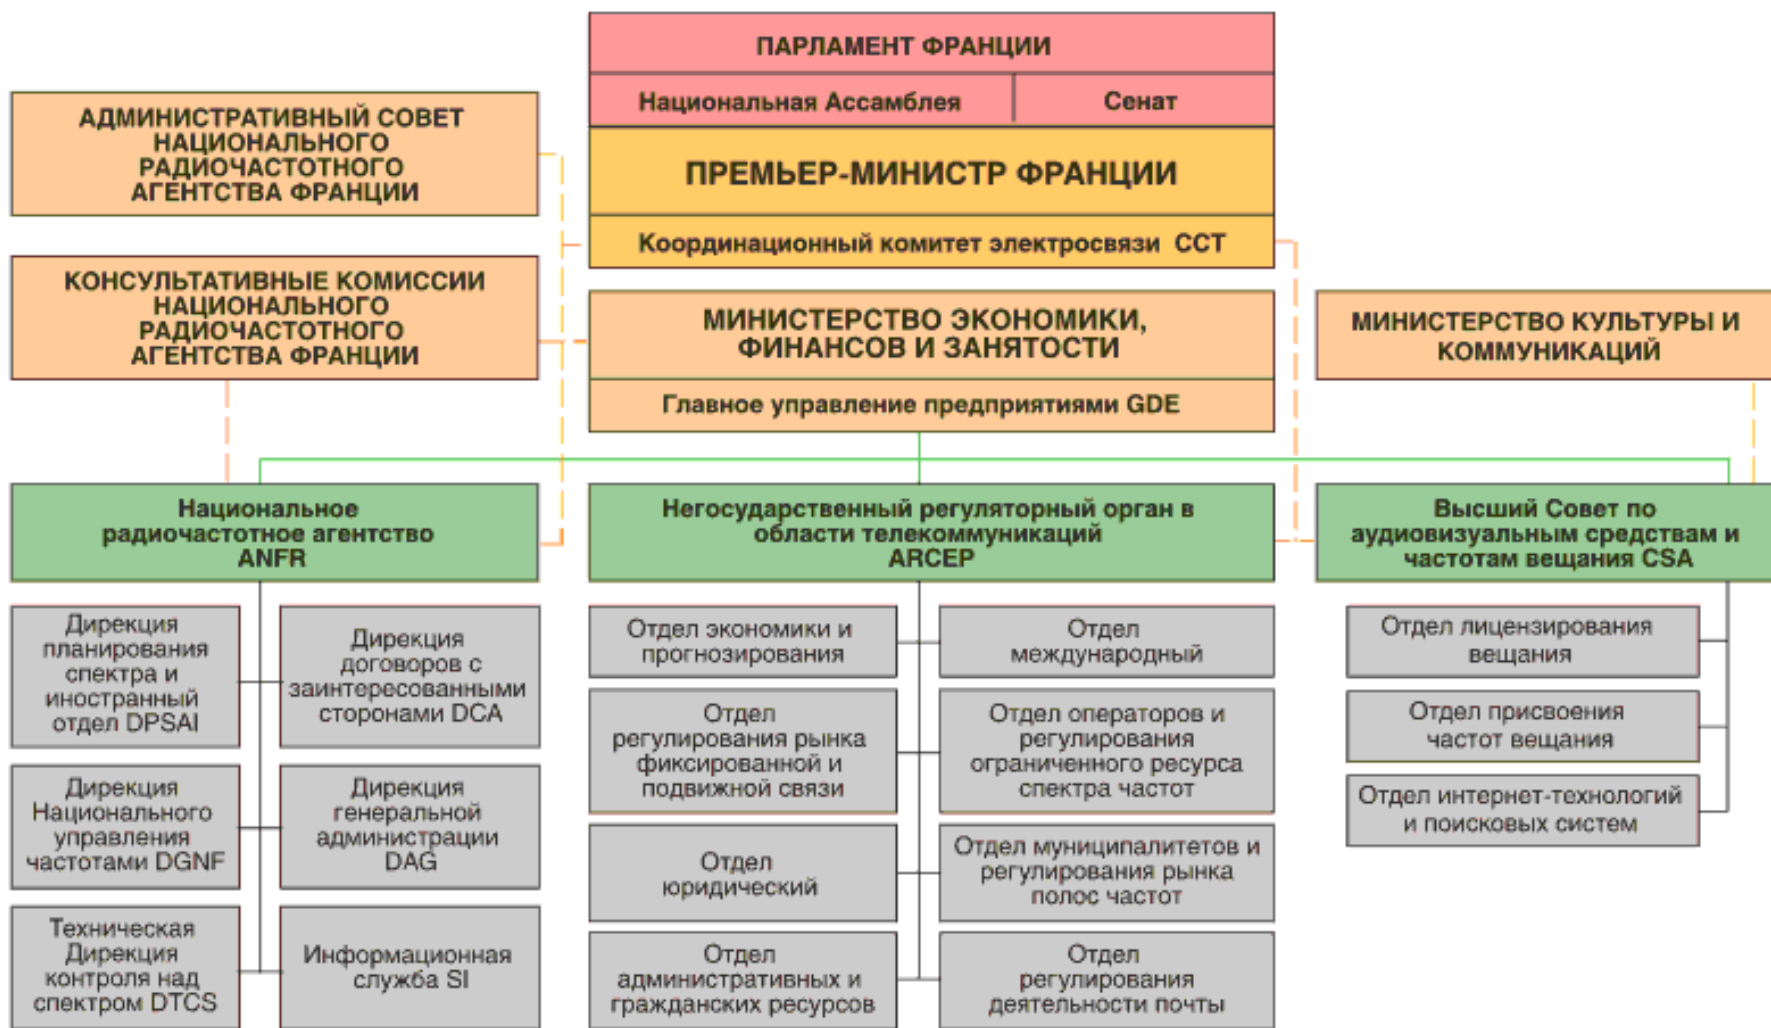 ПАРЛАМЕНТ ФРАНЦИИ
Национальная Ассамблея
Сенат
ПРЕМЬЕР-МИНИСТР ФРАНЦИИ
Координационный комитет электросвязи ССТ
АДМИНИСТРАТИВНЫЙ СОВЕТ
НАЦИОНАЛЬНОГО
РАДИОЧАСТОТНОГО
АГЕНТСТВА ФРАНЦИИ
КОНСУЛЬТАТИВНЫЕ КОМИССИИ
НАЦИОНАЛЬНОГО
РАДИОЧАСТОТНОГО
АГЕНТСТВА ФРАНЦИИ
МИНИСТЕРСТВО ЭКОНОМИКИ,
ФИНАНСОВ И ЗАНЯТОСТИ
Главное управление предприятиями GDE
МИНИСТЕРСТВО КУЛЬТУРЫ И
КОММУНИКАЦИЙ
Национальное
радиочастотное агентство
ANFR
Негосударственный регуляторный орган в
области телекоммуникаций
ARCEP
Высший Совет по
аудиовизуальным средствам и
частотам вещания CSA
Дирекция
планирования
спектра и
иностранный
отдел DPSAI
Дирекция
договоров с
заинтересованными
сторонами DCA
Дирекция
Национального
управления
частотами DGNF
Дирекция
генеральной
администрации
DAG
Техническая
Дирекция
контроля над
спектром DTCS
Информационная
служба SI
Отдел экономики и
прогнозирования
Отдел
международный
Отдел
регулирования рынка
фиксированной и
подвижной связи
Отдел операторов и
регулирования
ограниченного ресурса
спектра частот
Отдел
юридический
Отдел муниципалитетов и
регулирования рынка
полос частот
Отдел
административных и
гражданских ресурсов
Отдел
регулирования
деятельности почты
Отдел лицензирования
вещания
Отдел присвоения
частот вещания
Отдел интернет-технологий
и поисковых систем